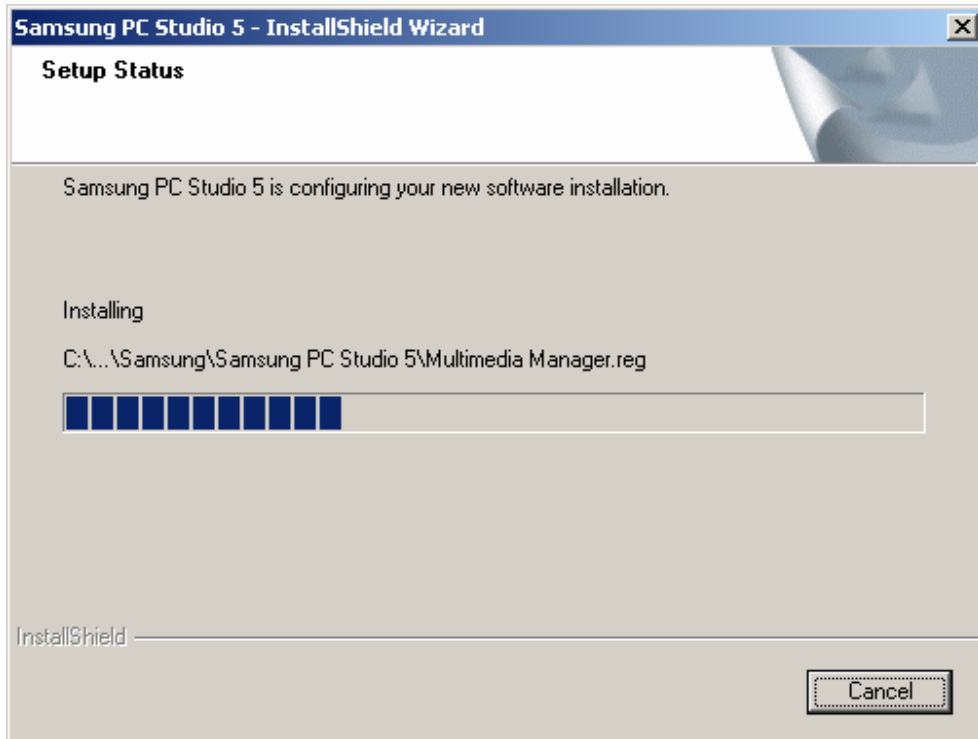 Samsung PC Studio 5 - InstallShield Wizard
Setup Status
Samsung PC Studio 5 is configuring your new software installation.
Installing
C:\...\Samsung\Samsung PC Studio 5\Multimedia Manager.reg
InstallShield
Cancel